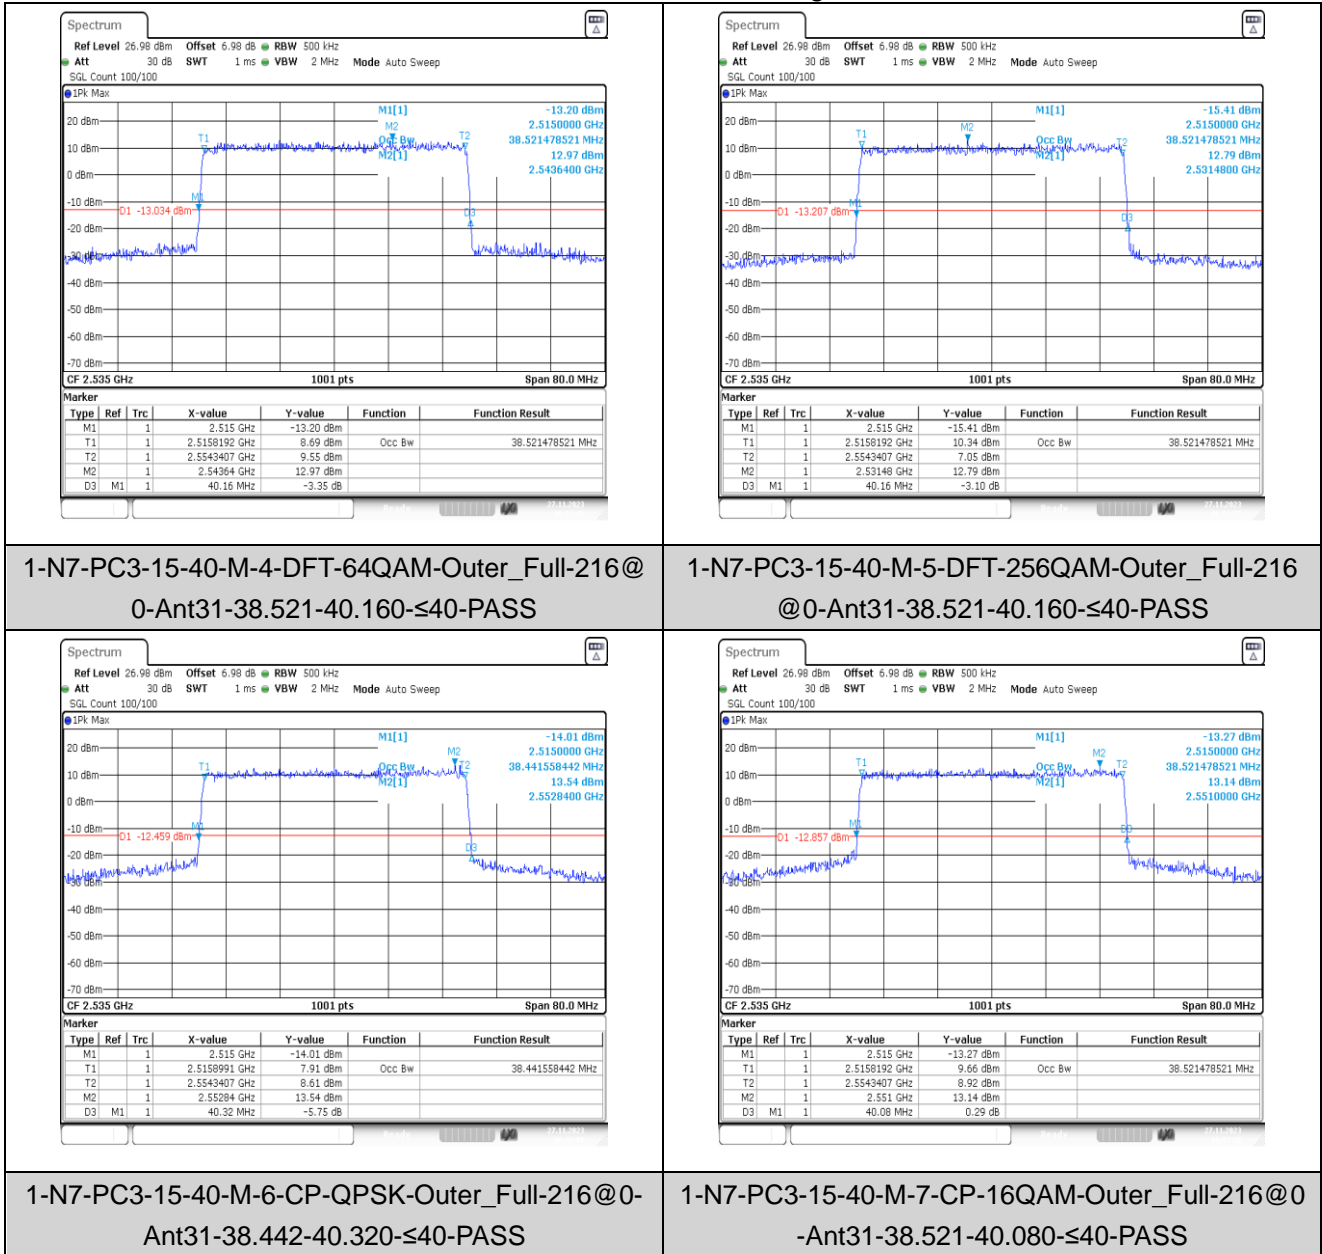 Spectrum
Ref Level 26.98 dBm Offset 6.98 dB RBW 500 kHz
Att 30 dB SWT 1 ms VBW 2 MHz Mode Auto Sweep
SGL Count 100/100
1Pk Max
M1[1] -13.20 dBm
2.5150000 GHz
Occ Bw 38.521478521 MHz
M2[1] 12.97 dBm
2.5436400 GHz
20 dBm
10 dBm
0 dBm
-10 dBm
-20 dBm
-30 dBm
-40 dBm
-50 dBm
-60 dBm
-70 dBm
T1
M2
T2
M1
D3
D1 -13.034 dBm
CF 2.535 GHz 1001 pts Span 80.0 MHz
Marker
Type Ref Trc X-value Y-value Function Function Result
M1 1 2.515 GHz -13.20 dBm
T1 1 2.5158192 GHz 8.69 dBm Occ Bw 38.521478521 MHz
T2 1 2.5543407 GHz 9.55 dBm
M2 1 2.54364 GHz 12.97 dBm
D3 M1 1 40.16 MHz -3.35 dB
1-N7-PC3-15-40-M-4-DFT-64QAM-Outer_Full-216@
0-Ant31-38.521-40.160-≤40-PASS
Spectrum
Ref Level 26.98 dBm Offset 6.98 dB RBW 500 kHz
Att 30 dB SWT 1 ms VBW 2 MHz Mode Auto Sweep
SGL Count 100/100
1Pk Max
M1[1] -15.41 dBm
2.5150000 GHz
Occ Bw 38.521478521 MHz
M2[1] 12.79 dBm
2.5314800 GHz
20 dBm
10 dBm
0 dBm
-10 dBm
-20 dBm
-30 dBm
-40 dBm
-50 dBm
-60 dBm
-70 dBm
T1
M2
T2
M1
D3
D1 -13.207 dBm
CF 2.535 GHz 1001 pts Span 80.0 MHz
Marker
Type Ref Trc X-value Y-value Function Function Result
M1 1 2.515 GHz -15.41 dBm
T1 1 2.5158192 GHz 10.34 dBm Occ Bw 38.521478521 MHz
T2 1 2.5543407 GHz 7.05 dBm
M2 1 2.53148 GHz 12.79 dBm
D3 M1 1 40.16 MHz -3.10 dB
1-N7-PC3-15-40-M-5-DFT-256QAM-Outer_Full-216
@0-Ant31-38.521-40.160-≤40-PASS
Spectrum
Ref Level 26.98 dBm Offset 6.98 dB RBW 500 kHz
Att 30 dB SWT 1 ms VBW 2 MHz Mode Auto Sweep
SGL Count 100/100
1Pk Max
M1[1] -14.01 dBm
2.5150000 GHz
Occ Bw 38.441558442 MHz
M2[1] 13.54 dBm
2.5528400 GHz
20 dBm
10 dBm
0 dBm
-10 dBm
-20 dBm
-30 dBm
-40 dBm
-50 dBm
-60 dBm
-70 dBm
T1
M2
T2
M1
D3
D1 -12.459 dBm
CF 2.535 GHz 1001 pts Span 80.0 MHz
Marker
Type Ref Trc X-value Y-value Function Function Result
M1 1 2.515 GHz -14.01 dBm
T1 1 2.5158991 GHz 7.91 dBm Occ Bw 38.441558442 MHz
T2 1 2.5543407 GHz 8.61 dBm
M2 1 2.55284 GHz 13.54 dBm
D3 M1 1 40.32 MHz -5.75 dB
1-N7-PC3-15-40-M-6-CP-QPSK-Outer_Full-216@0-
Ant31-38.442-40.320-≤40-PASS
Spectrum
Ref Level 26.98 dBm Offset 6.98 dB RBW 500 kHz
Att 30 dB SWT 1 ms VBW 2 MHz Mode Auto Sweep
SGL Count 100/100
1Pk Max
M1[1] -13.27 dBm
2.5150000 GHz
Occ Bw 38.521478521 MHz
M2[1] 13.14 dBm
2.5510000 GHz
20 dBm
10 dBm
0 dBm
-10 dBm
-20 dBm
-30 dBm
-40 dBm
-50 dBm
-60 dBm
-70 dBm
T1
M2
T2
M1
D3
D1 -12.857 dBm
CF 2.535 GHz 1001 pts Span 80.0 MHz
Marker
Type Ref Trc X-value Y-value Function Function Result
M1 1 2.515 GHz -13.27 dBm
T1 1 2.5158192 GHz 9.66 dBm Occ Bw 38.521478521 MHz
T2 1 2.5543407 GHz 8.92 dBm
M2 1 2.551 GHz 13.14 dBm
D3 M1 1 40.08 MHz 0.29 dB
1-N7-PC3-15-40-M-7-CP-16QAM-Outer_Full-216@0
-Ant31-38.521-40.080-≤40-PASS